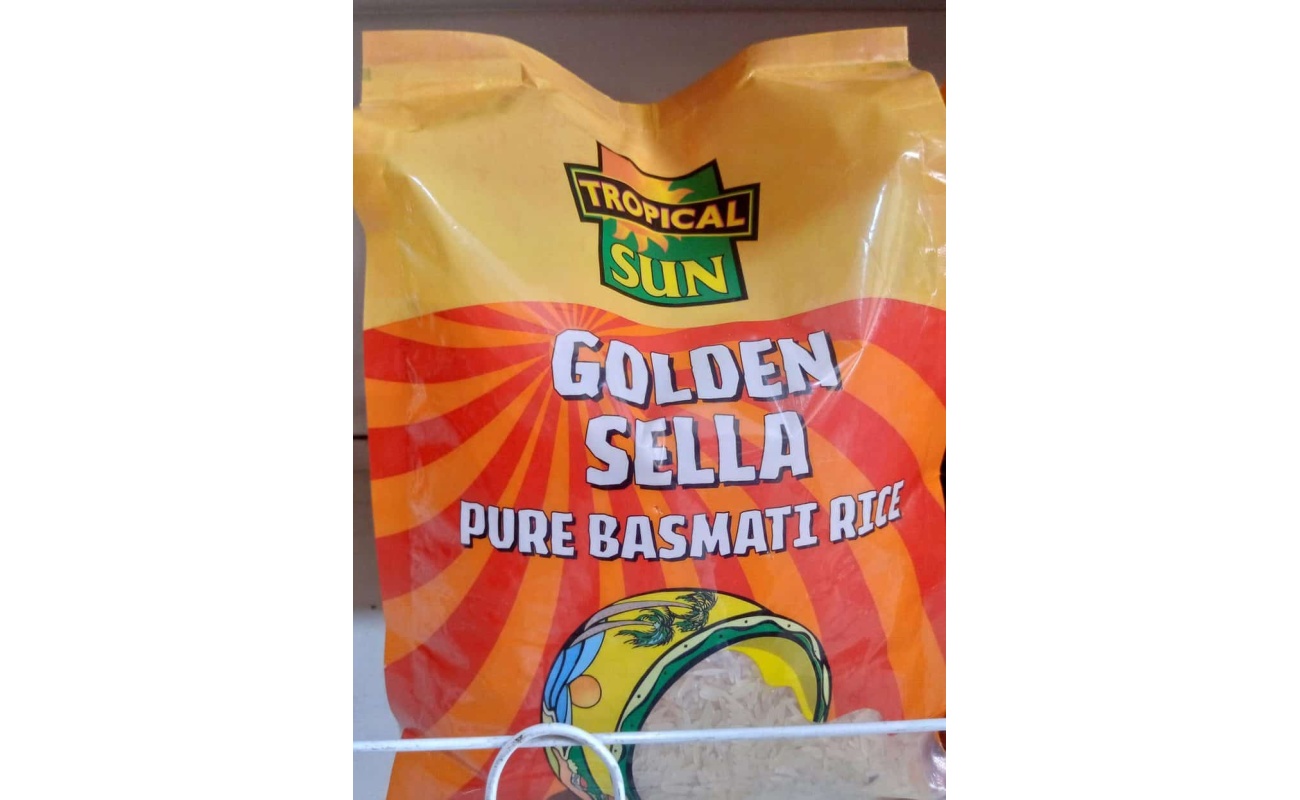 TROPICAL
SUN
GOLDEN
SELLA
PURE BASMATI RICE